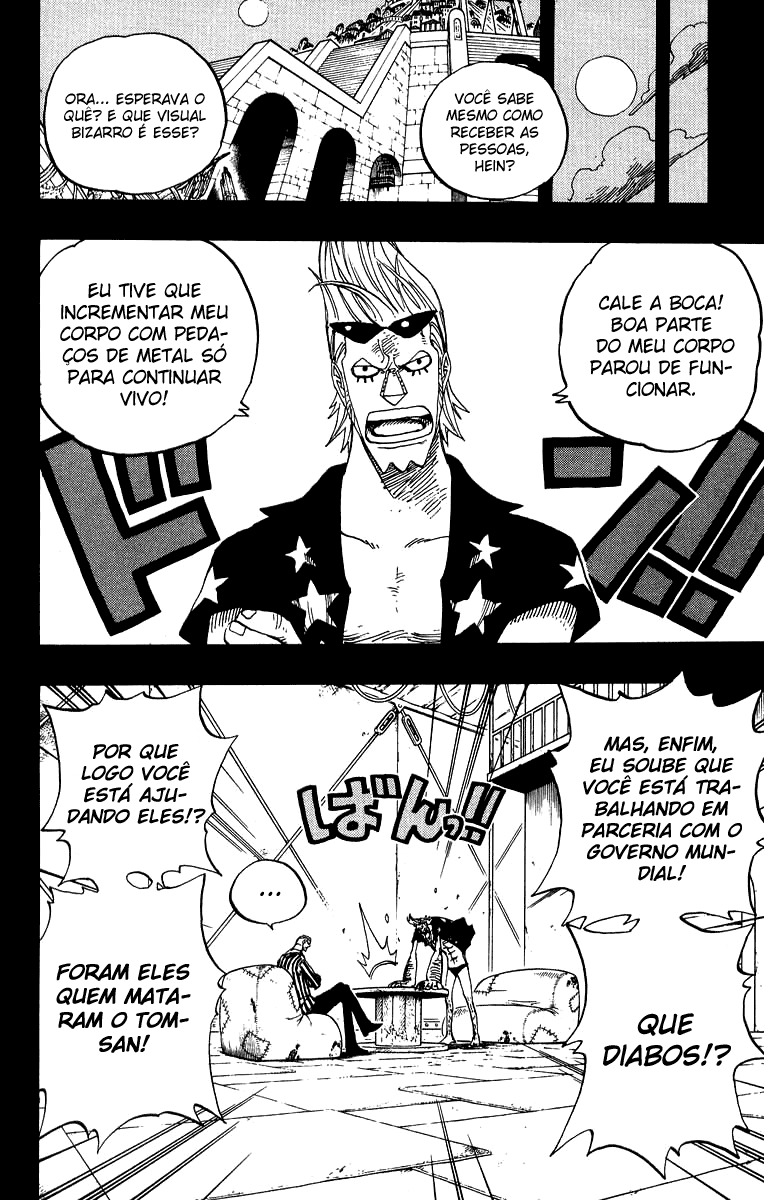 VOCÊ SABE
MESMO COMO
RECEBER AS
PESSOAS,
HEIN?
ORA... ESPERAVA O
QUÊ? E QUE VISUAL
BIZARRO É ESSE?
CALE A BOCA!
BOA PARTE
DO MEU CORPO
PAROU DE FUN-
CIONAR.
EU TIVE QUE
INCREMENTAR MEU
CORPO COM PEDA-
ÇOS DE METAL SÓ
PARA CONTINUAR
VIVO!
ドーン!!
MAS, ENFIM,
EU SOUBE QUE
VOCÊ ESTÁ TRA-
BALHANDO EM
PARCERIA COM O
GOVERNO MUN-
DIAL!
QUE
DIABOS!?
ばんっ!!
...
POR QUE
LOGO VOCÊ
ESTÁ AJU-
DANDO ELES!?
FORAM ELES
QUEM MATA-
RAM O TOM-
SAN!